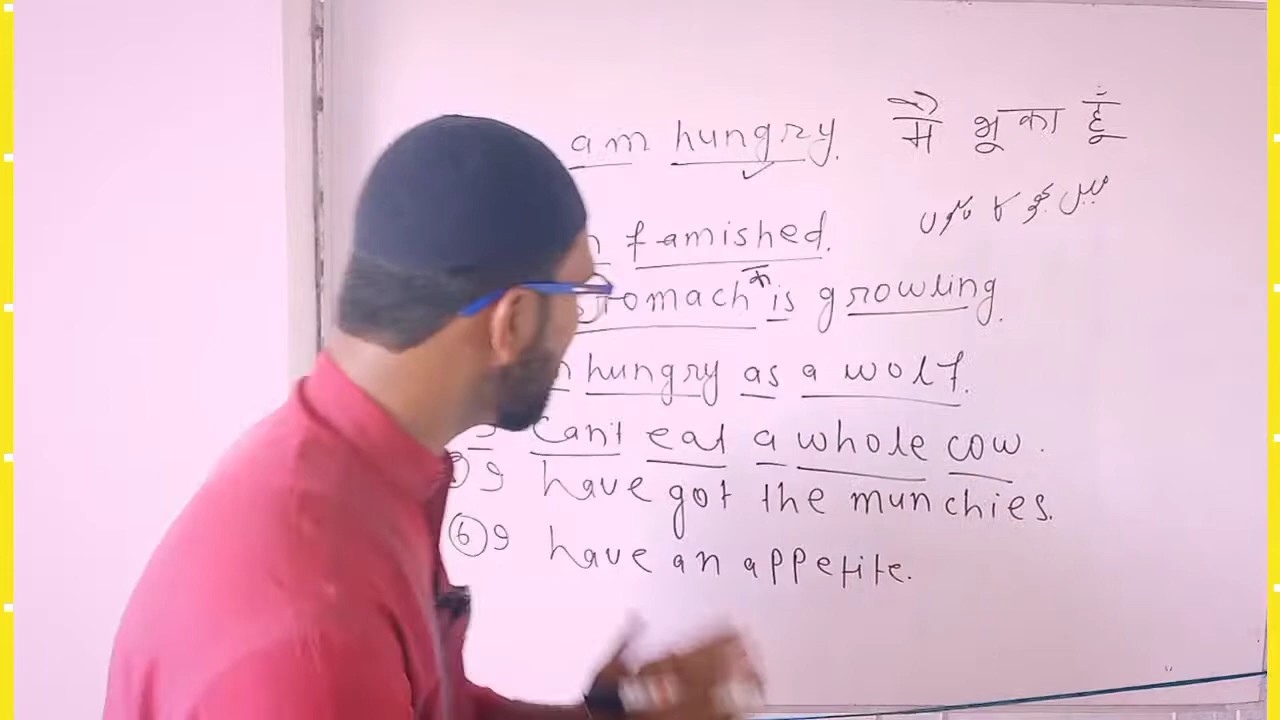 am hungry. मैं भूका हूँ
میں بھوکا ہوں
famished.
stomach is growling.
hungry as a wolf.
Can't eat a whole cow.
I have got the munchies.
6 I have an appetite.